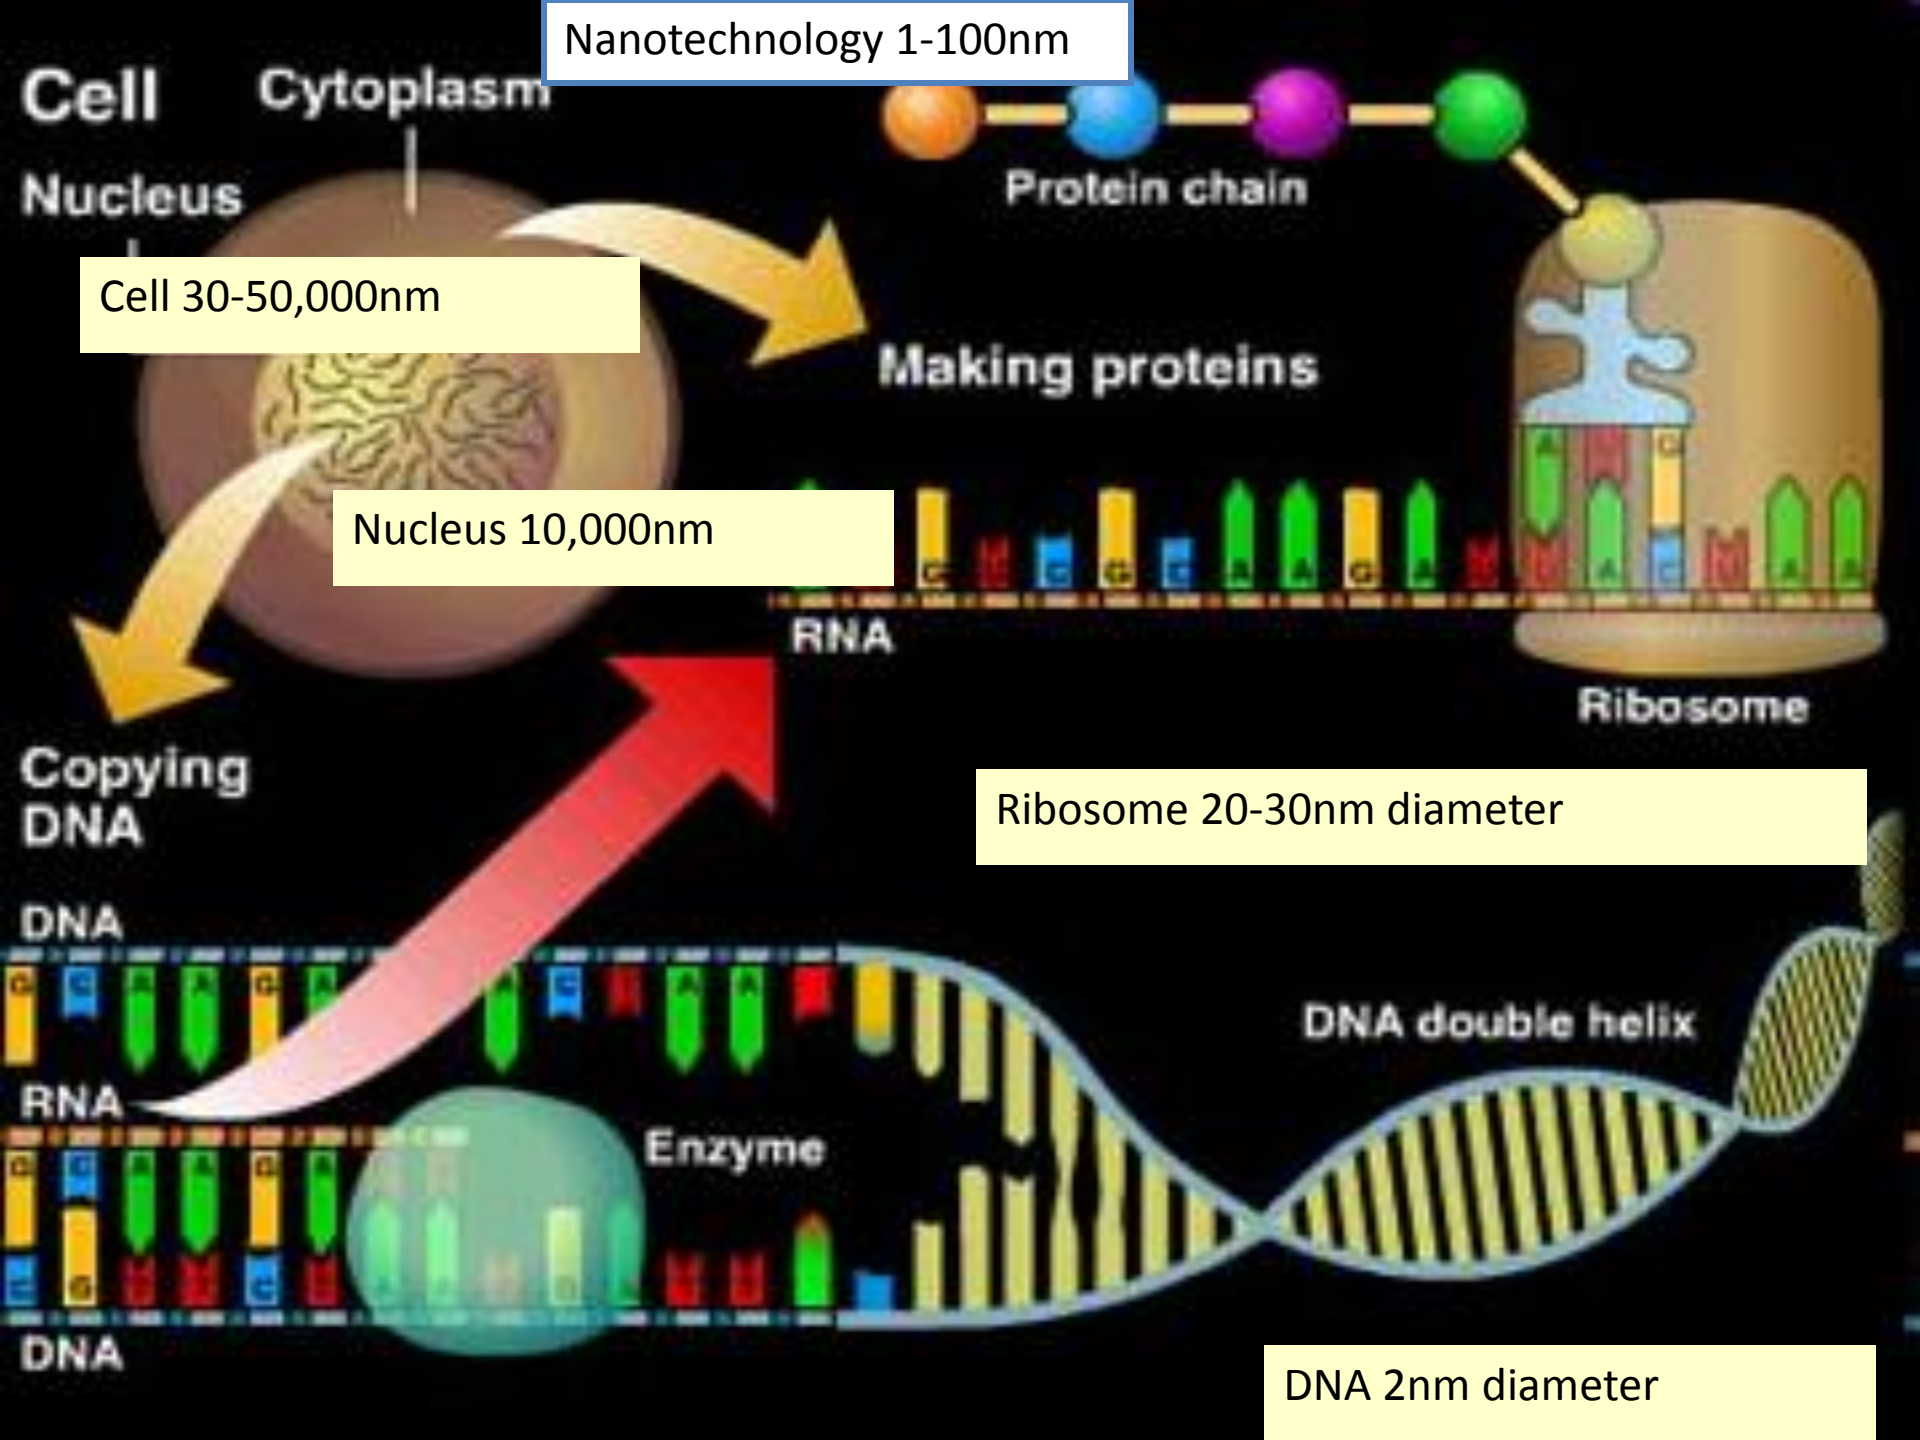 Nanotechnology 1-100nm
Cell
Cytoplasm
Nucleus
Protein chain
Cell 30-50,000nm
Making proteins
A U G
Nucleus 10,000nm
G U C G C A A G A U U A C U A A
RNA
Ribosome
Copying
DNA
Ribosome 20-30nm diameter
DNA
G C A A G A A C T A A
DNA double helix
RNA
Enzyme
G C A A G A
C G C
DNA
DNA 2nm diameter